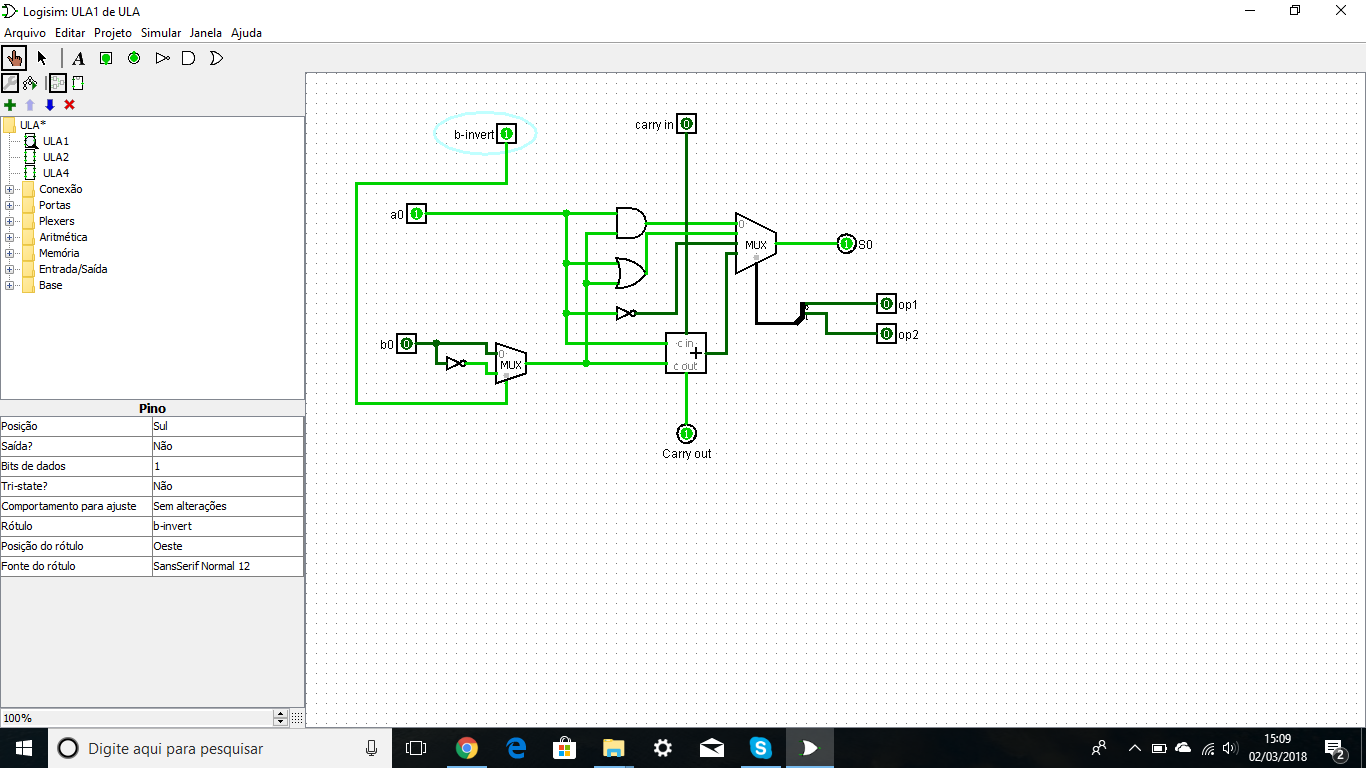 Logisim: ULA1 de ULA
Arquivo Editar Projeto Simular Janela Ajuda
A
ULA*
ULA1
ULA2
ULA4
Conexão
Portas
Plexers
Aritmética
Memória
Entrada/Saída
Base
Pino
Posição Sul
Saída? Não
Bits de dados 1
Tri-state? Não
Comportamento para ajuste Sem alterações
Rótulo b-invert
Posição do rótulo Oeste
Fonte do rótulo SansSerif Normal 12
100%
carry in 0
b-invert 1
a0 1
0
MUX
1 S0
0 op1
0 op2
b0 0
0
MUX
c in
+
c out
1
Carry out
Digite aqui para pesquisar
15:09
02/03/2018
2